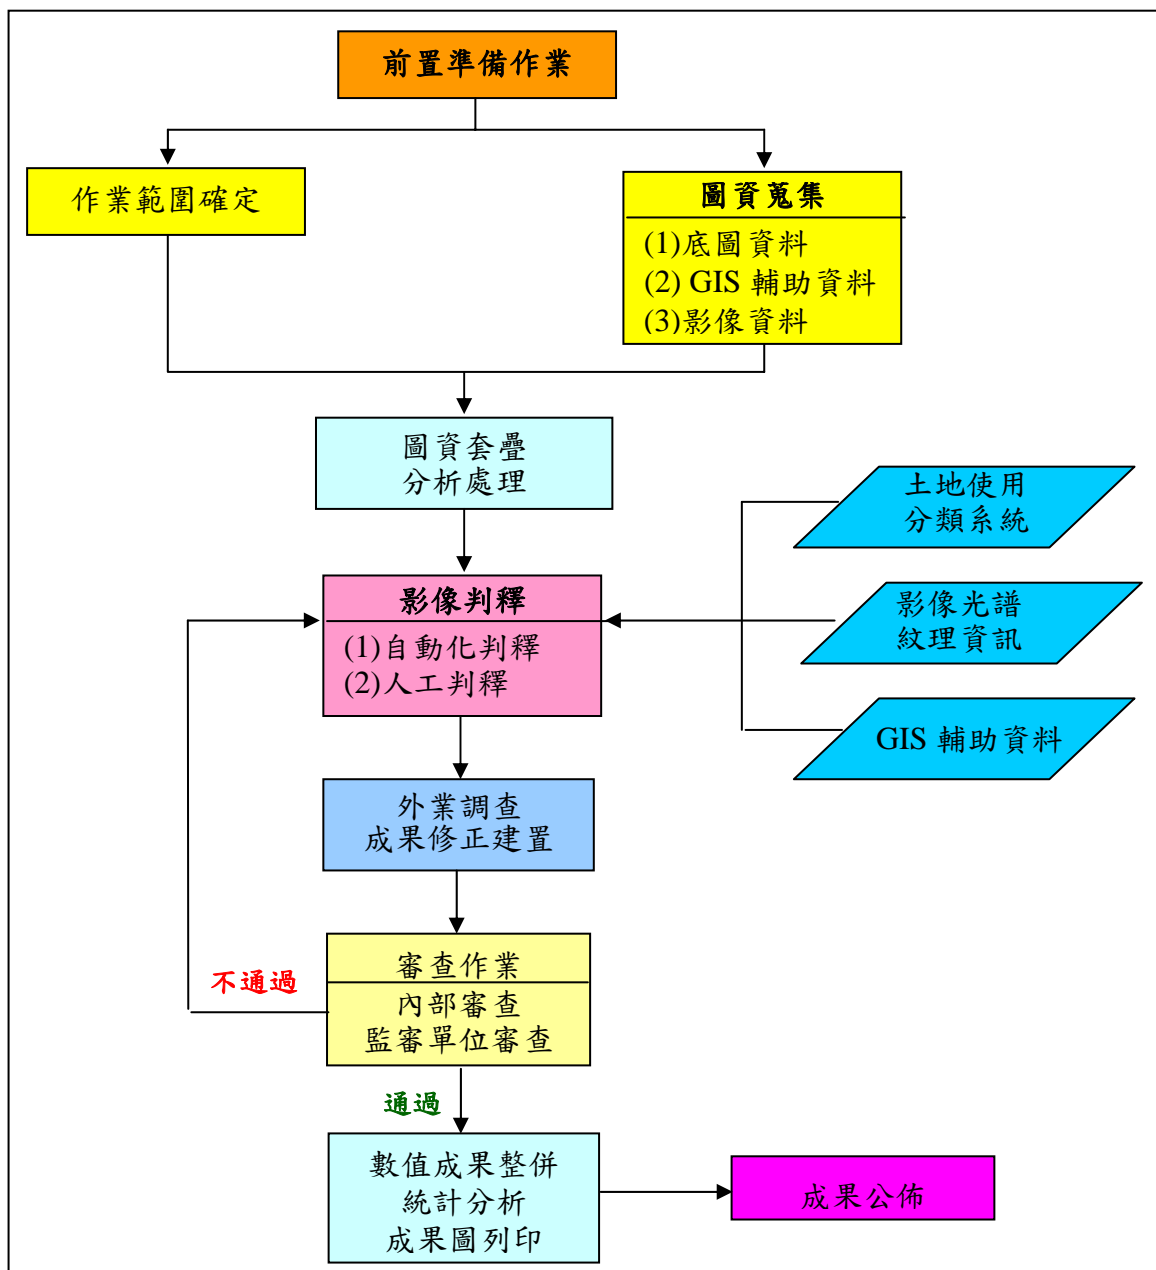 前置準備作業
作業範圍確定
圖資蒐集
(1)底圖資料
(2) GIS 輔助資料
(3)影像資料
圖資套疊
分析處理
土地使用
分類系統
影像判釋
(1)自動化判釋
(2)人工判釋
影像光譜
紋理資訊
GIS 輔助資料
外業調查
成果修正建置
審查作業
內部審查
監審單位審查
不通過
通過
數值成果整併
統計分析
成果圖列印
成果公佈